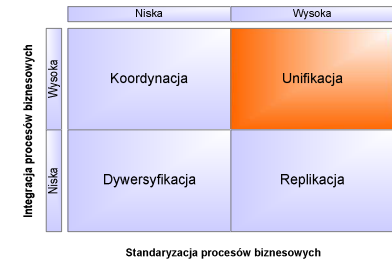 Niska Wysoka
Integracja procesów biznesowych
Wysoka
Koordynacja Unifikacja
Niska
Dywersyfikacja Replikacja
Standaryzacja procesów biznesowych